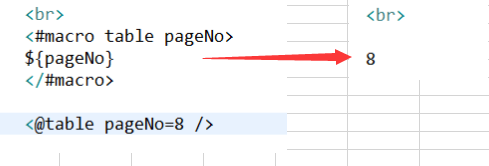 <br>
<#macro table pageNo>
${pageNo}
</#macro>
<@table pageNo=8 />
<br>
8